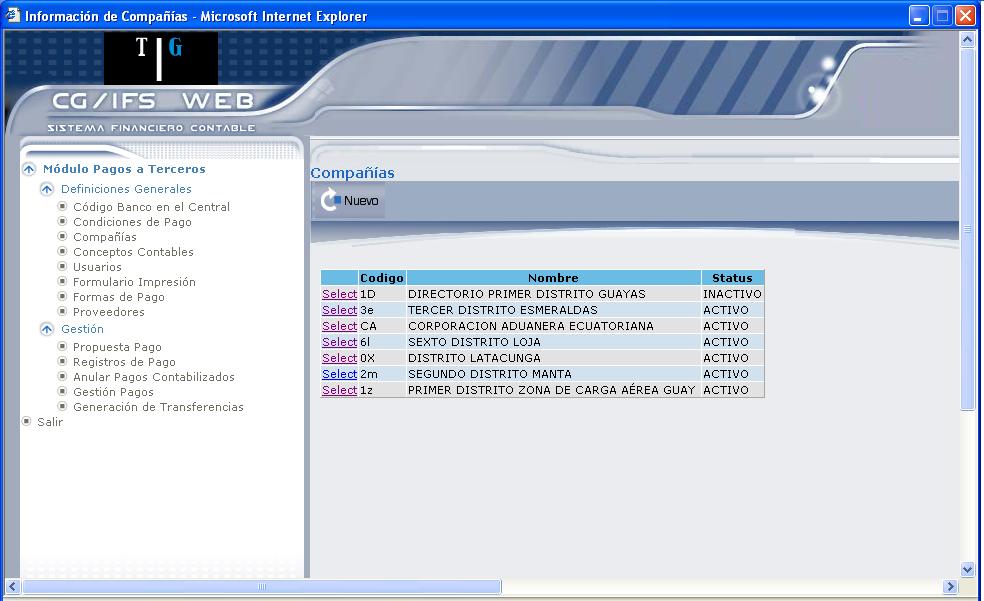 Información de Compañías - Microsoft Internet Explorer
T|G
CG/IFS WEB
SISTEMA FINANCIERO CONTABLE
Módulo Pagos a Terceros
Definiciones Generales
Código Banco en el Central
Condiciones de Pago
Compañías
Conceptos Contables
Usuarios
Formulario Impresión
Formas de Pago
Proveedores
Gestión
Propuesta Pago
Registros de Pago
Anular Pagos Contabilizados
Gestión Pagos
Generación de Transferencias
Salir
Compañías
Nuevo
Codigo Nombre Status
Select 1D DIRECTORIO PRIMER DISTRITO GUAYAS INACTIVO
Select 3e TERCER DISTRITO ESMERALDAS ACTIVO
Select CA CORPORACION ADUANERA ECUATORIANA ACTIVO
Select 6l SEXTO DISTRITO LOJA ACTIVO
Select 0X DISTRITO LATACUNGA ACTIVO
Select 2m SEGUNDO DISTRITO MANTA ACTIVO
Select 1z PRIMER DISTRITO ZONA DE CARGA AÉREA GUAY ACTIVO